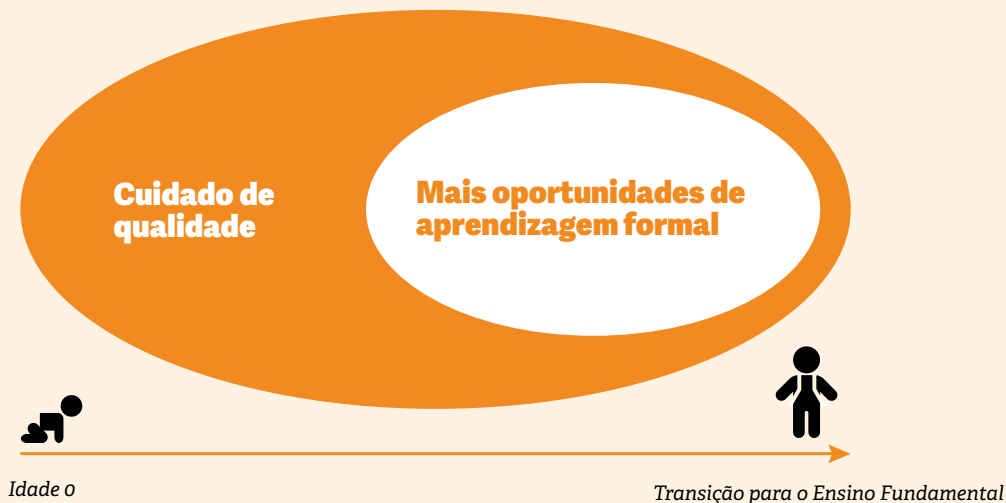 Cuidado de
qualidade
Mais oportunidades de
aprendizagem formal
Idade 0
Transição para o Ensino Fundamental